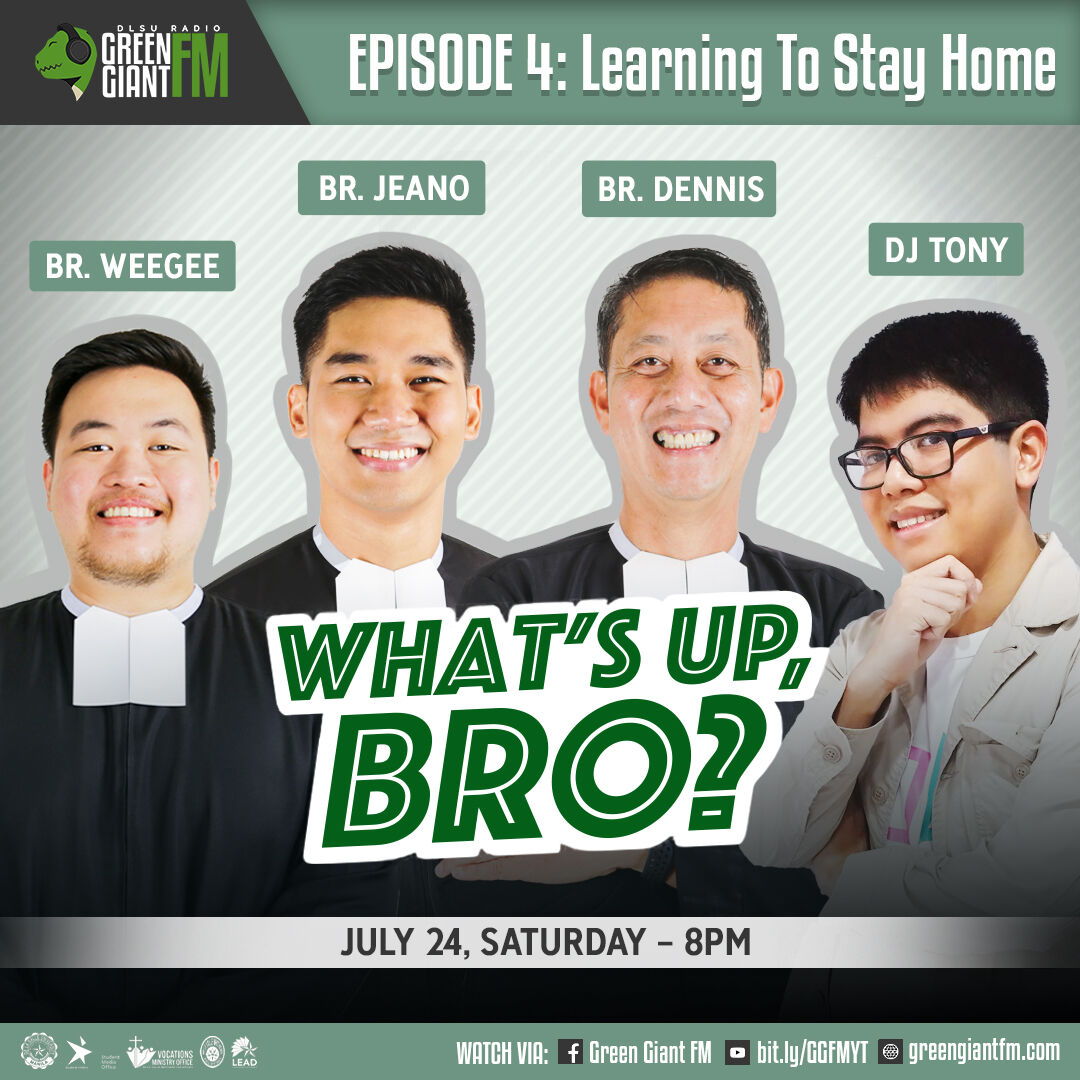 DLSU RADIO
GREEN GIANT FM
EPISODE 4: Learning To Stay Home
BR. JEANO
BR. DENNIS
DJ TONY
BR. WEEGEE
WHAT'S UP,
BRO?
JULY 24, SATURDAY – 8PM
Student
Media
Office
VOCATIONS
MINISTRY OFFICE
LEAD
WATCH VIA: Green Giant FM bit.ly/GGFMYT greengiantfm.com